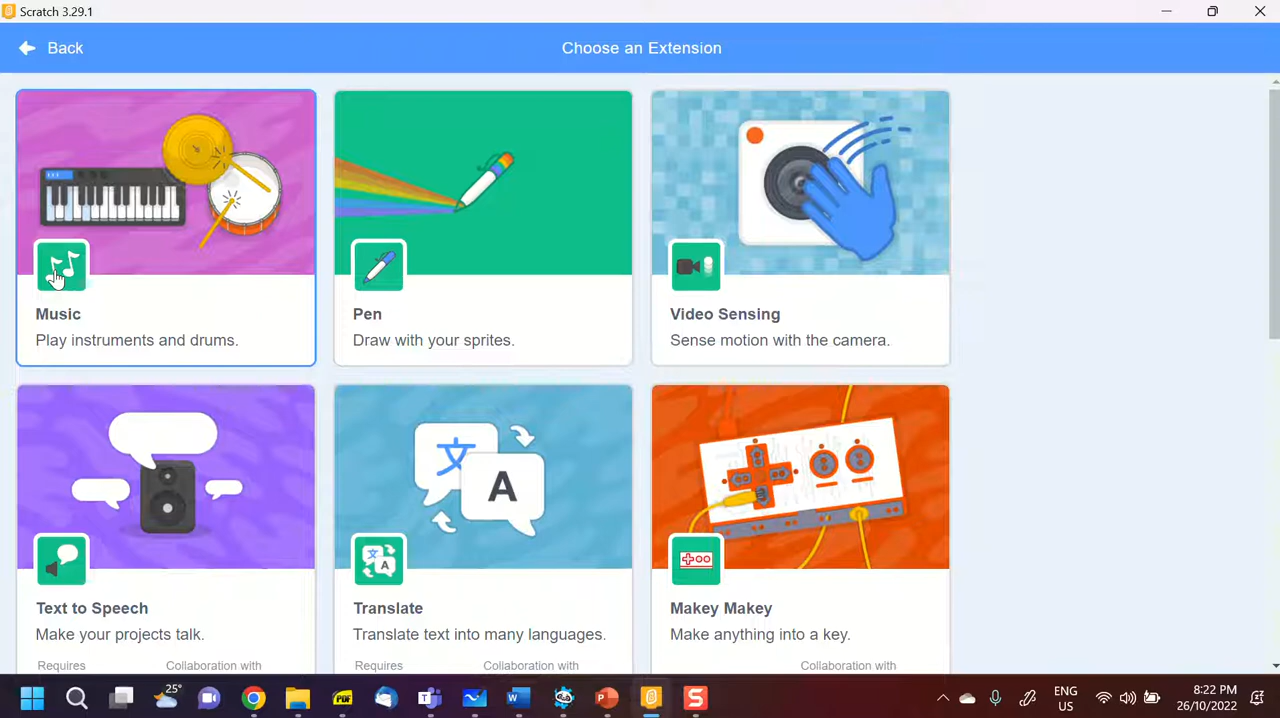 Scratch 3.29.1
Back
Choose an Extension
Music
Play instruments and drums.
Pen
Draw with your sprites.
Video Sensing
Sense motion with the camera.
文
A
Text to Speech
Make your projects talk.
Requires
Collaboration with
Translate
Translate text into many languages.
Requires
Collaboration with
Makey Makey
Make anything into a key.
Collaboration with
25°
PDF
ENG
US
8:22 PM
26/10/2022